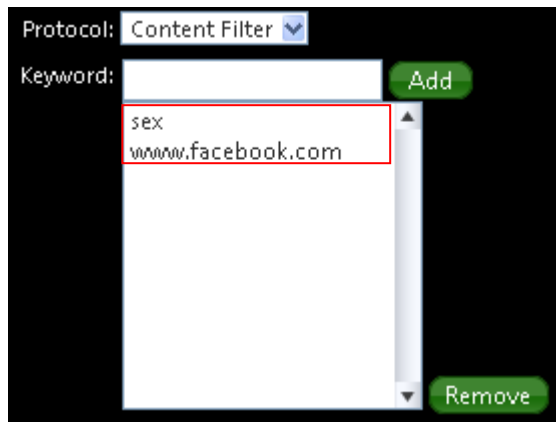 Protocol: Content Filter
Keyword: Add
sex
www.facebook.com
Remove